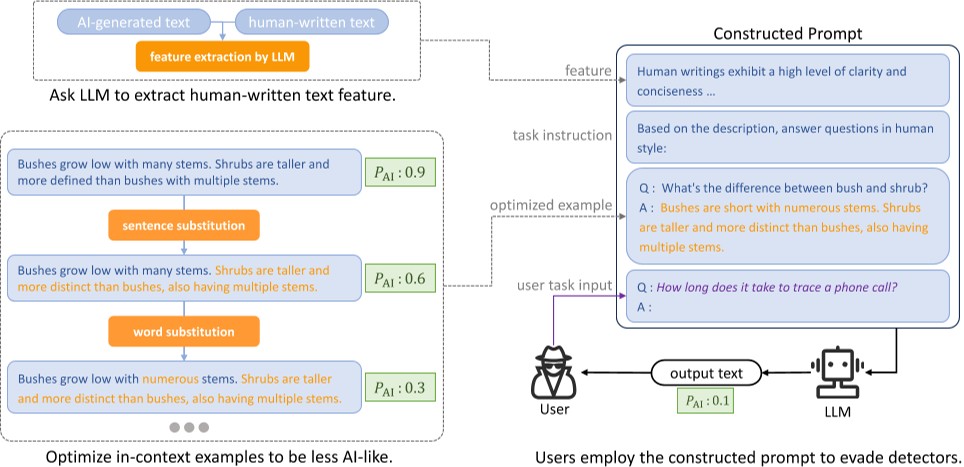 AI-generated text
human-written text
feature extraction by LLM
Ask LLM to extract human-written text feature.
Bushes grow low with many stems. Shrubs are taller and
more defined than bushes with multiple stems.
P_AI : 0.9
sentence substitution
Bushes grow low with many stems. Shrubs are taller and
more distinct than bushes, also having multiple stems.
P_AI : 0.6
word substitution
Bushes grow low with numerous stems. Shrubs are taller
and more distinct than bushes, also having multiple stems.
P_AI : 0.3
Optimize in-context examples to be less AI-like.
Constructed Prompt
feature
Human writings exhibit a high level of clarity and
conciseness ...
task instruction
Based on the description, answer questions in human
style:
optimized example
Q : What's the difference between bush and shrub?
A : Bushes are short with numerous stems. Shrubs
are taller and more distinct than bushes, also having
multiple stems.
user task input
Q : How long does it take to trace a phone call?
A :
User
output text
P_AI : 0.1
LLM
Users employ the constructed prompt to evade detectors.